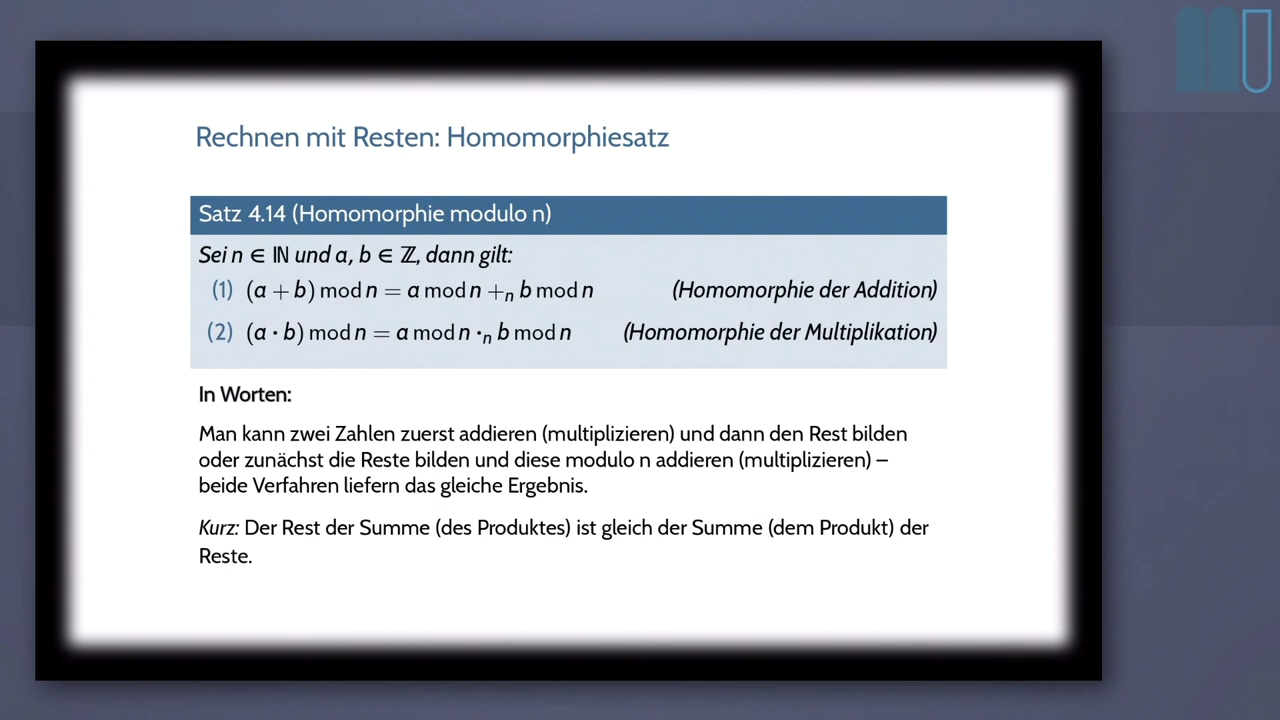 Rechnen mit Resten: Homomorphiesatz
Satz 4.14 (Homomorphie modulo n)
Sei n ∈ ℕ und a, b ∈ ℤ, dann gilt:
(1) (a + b) mod n = a mod n +ₙ b mod n (Homomorphie der Addition)
(2) (a · b) mod n = a mod n ·ₙ b mod n (Homomorphie der Multiplikation)
In Worten:
Man kann zwei Zahlen zuerst addieren (multiplizieren) und dann den Rest bilden
oder zunächst die Reste bilden und diese modulo n addieren (multiplizieren) –
beide Verfahren liefern das gleiche Ergebnis.
Kurz: Der Rest der Summe (des Produktes) ist gleich der Summe (dem Produkt) der
Reste.